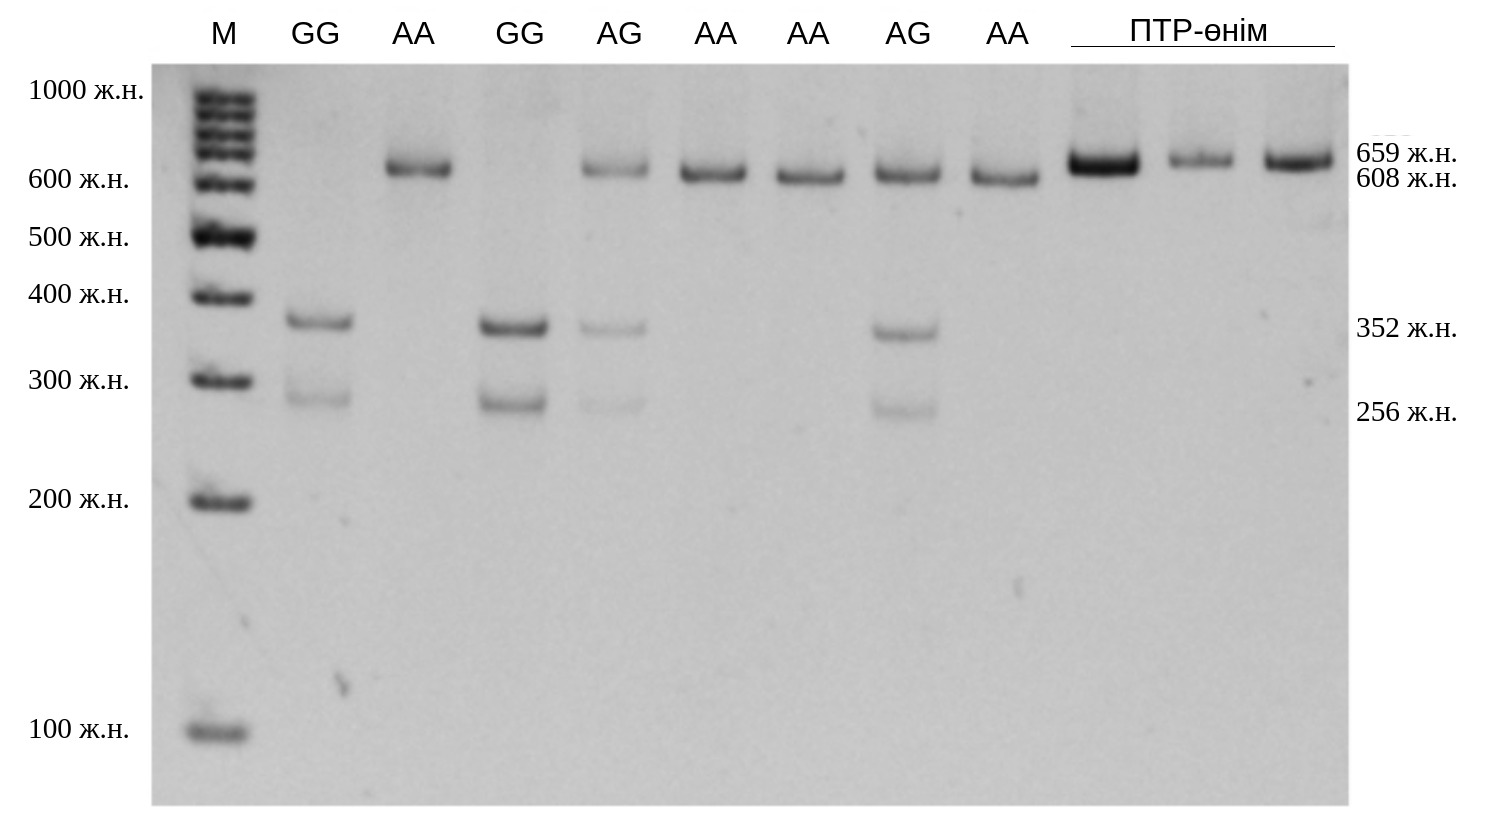 M GG AA GG AG AA AA AG AA ПТР-өнім
1000 ж.н.
600 ж.н.
500 ж.н.
400 ж.н.
300 ж.н.
200 ж.н.
100 ж.н.
659 ж.н.
608 ж.н.
352 ж.н.
256 ж.н.